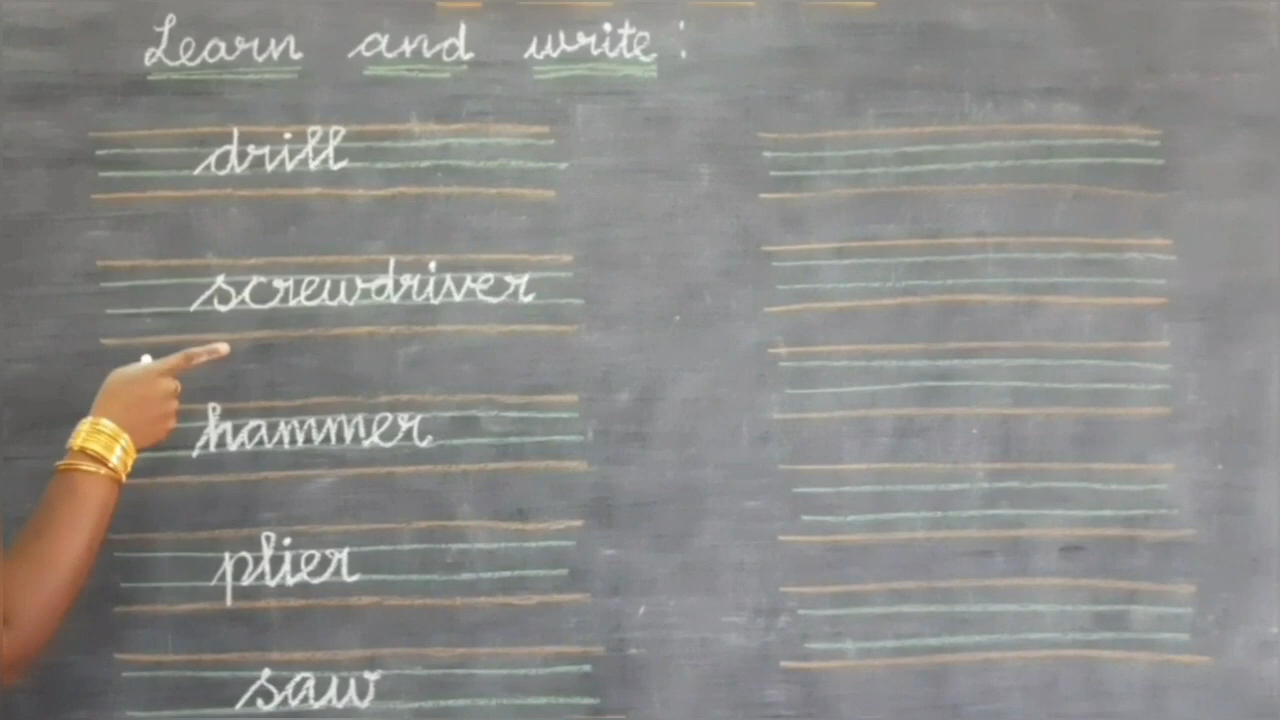 Learn and write:
drill
screwdriver
hammer
plier
saw